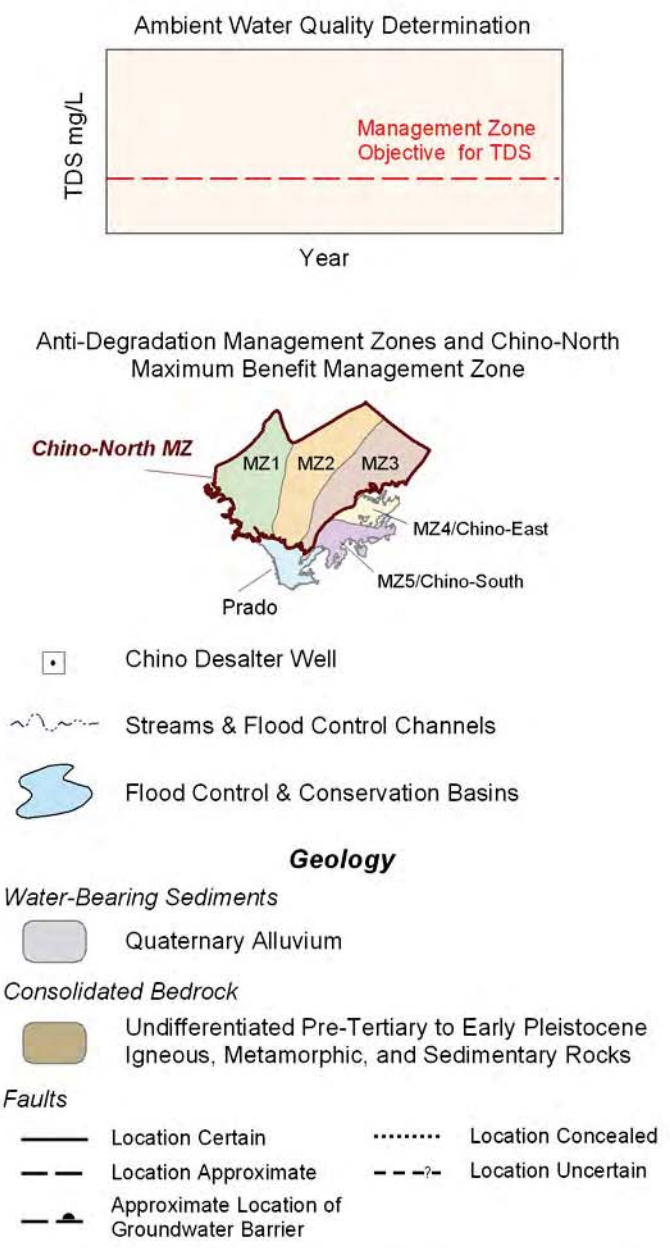 Ambient Water Quality Determination
TDS mg/L
Management Zone
Objective for TDS
Year
Anti-Degradation Management Zones and Chino-North
Maximum Benefit Management Zone
Chino-North MZ
MZ1
MZ2
MZ3
MZ4/Chino-East
MZ5/Chino-South
Prado
Chino Desalter Well
Streams & Flood Control Channels
Flood Control & Conservation Basins
Geology
Water-Bearing Sediments
Quaternary Alluvium
Consolidated Bedrock
Undifferentiated Pre-Tertiary to Early Pleistocene
Igneous, Metamorphic, and Sedimentary Rocks
Faults
Location Certain
Location Concealed
Location Approximate
?
Location Uncertain
Approximate Location of
Groundwater Barrier